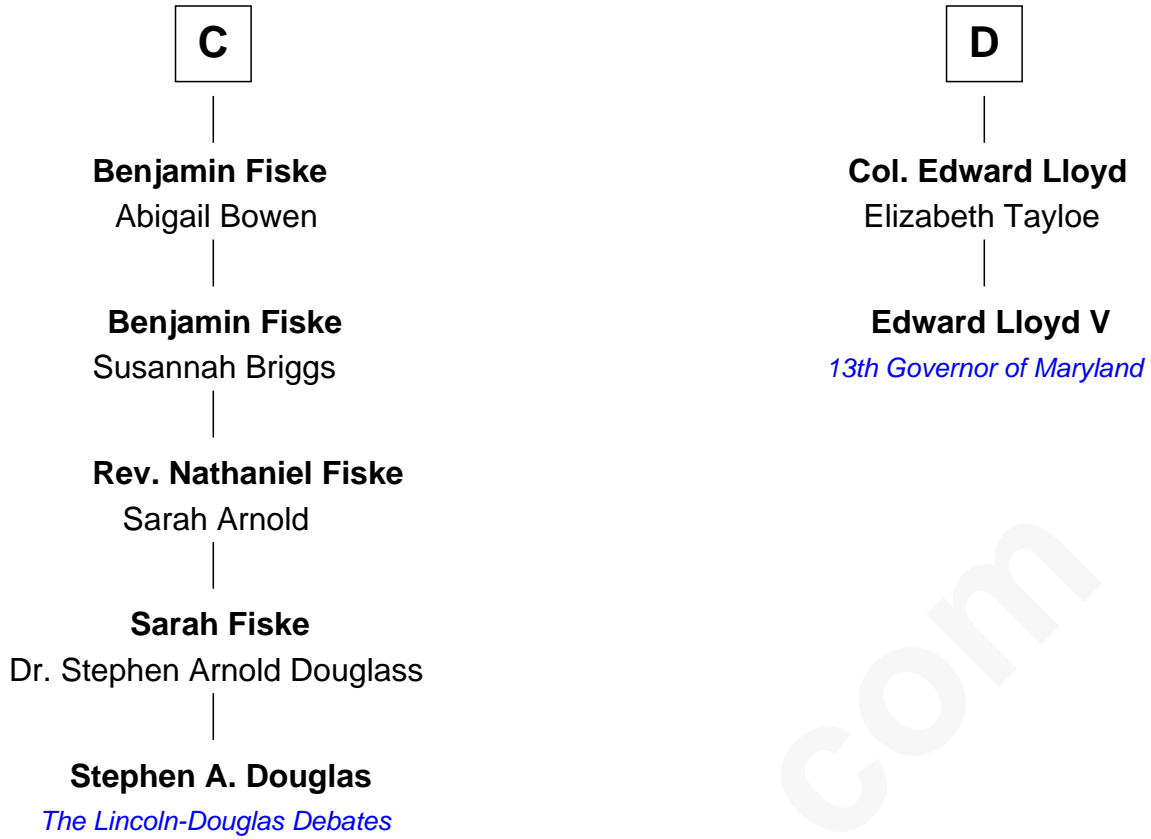 C
Benjamin Fiske
Abigail Bowen
Benjamin Fiske
Susannah Briggs
Rev. Nathaniel Fiske
Sarah Arnold
Sarah Fiske
Dr. Stephen Arnold Douglass
Stephen A. Douglas
The Lincoln-Douglas Debates
D
Col. Edward Lloyd
Elizabeth Tayloe
Edward Lloyd V
13th Governor of Maryland
com